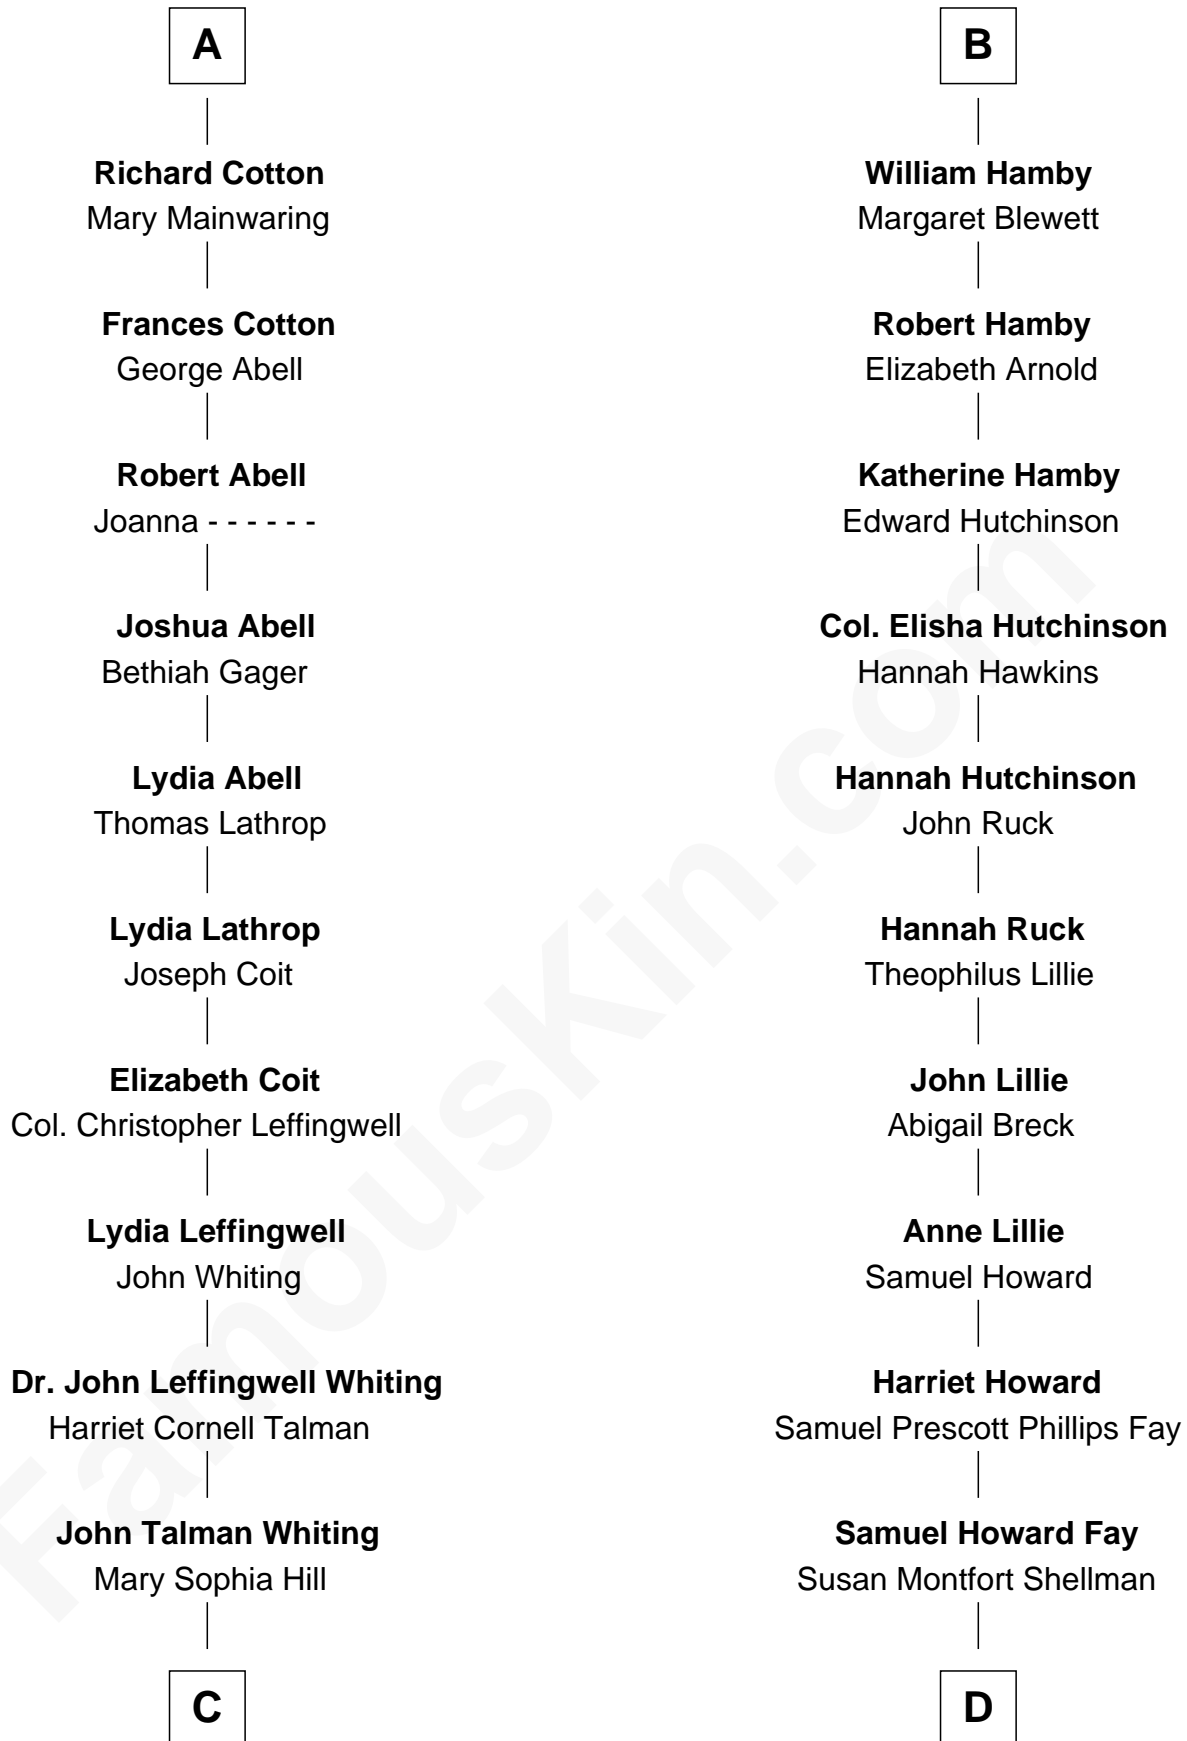 A
Richard Cotton
Mary Mainwaring
Frances Cotton
George Abell
Robert Abell
Joanna - - - - - -
Joshua Abell
Bethiah Gager
Lydia Abell
Thomas Lathrop
Lydia Lathrop
Joseph Coit
Elizabeth Coit
Col. Christopher Leffingwell
Lydia Leffingwell
John Whiting
Dr. John Leffingwell Whiting
Harriet Cornell Talman
John Talman Whiting
Mary Sophia Hill
C
B
William Hamby
Margaret Blewett
Robert Hamby
Elizabeth Arnold
Katherine Hamby
Edward Hutchinson
Col. Elisha Hutchinson
Hannah Hawkins
Hannah Hutchinson
John Ruck
Hannah Ruck
Theophilus Lillie
John Lillie
Abigail Breck
Anne Lillie
Samuel Howard
Harriet Howard
Samuel Prescott Phillips Fay
Samuel Howard Fay
Susan Montfort Shellman
D
FamousKin.com